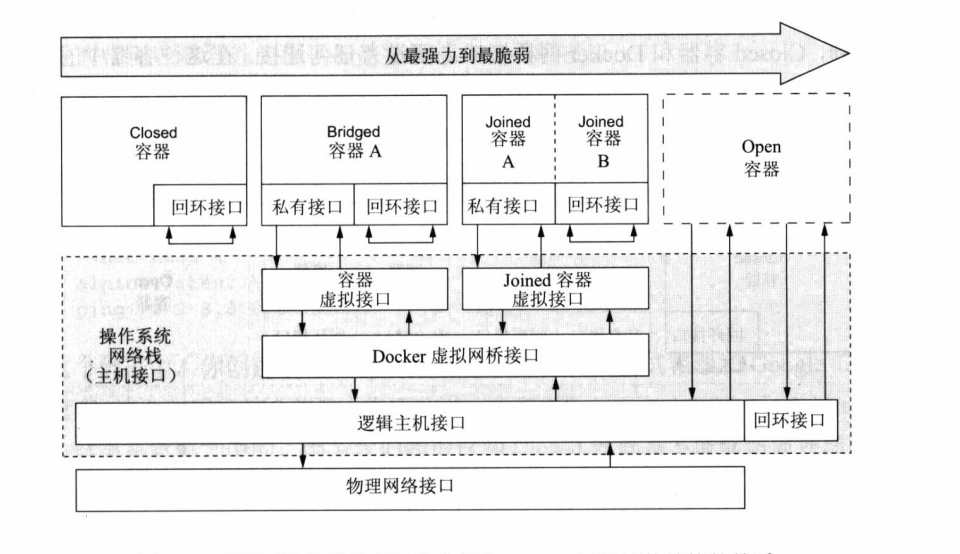 从最强力到最脆弱
Closed
容器
回环接口
Bridged
容器 A
私有接口
回环接口
Joined
容器
A
Joined
容器
B
私有接口
回环接口
Open
容器
操作系统
网络栈
（主机接口）
容器
虚拟接口
Joined 容器
虚拟接口
Docker 虚拟网桥接口
逻辑主机接口
回环接口
物理网络接口